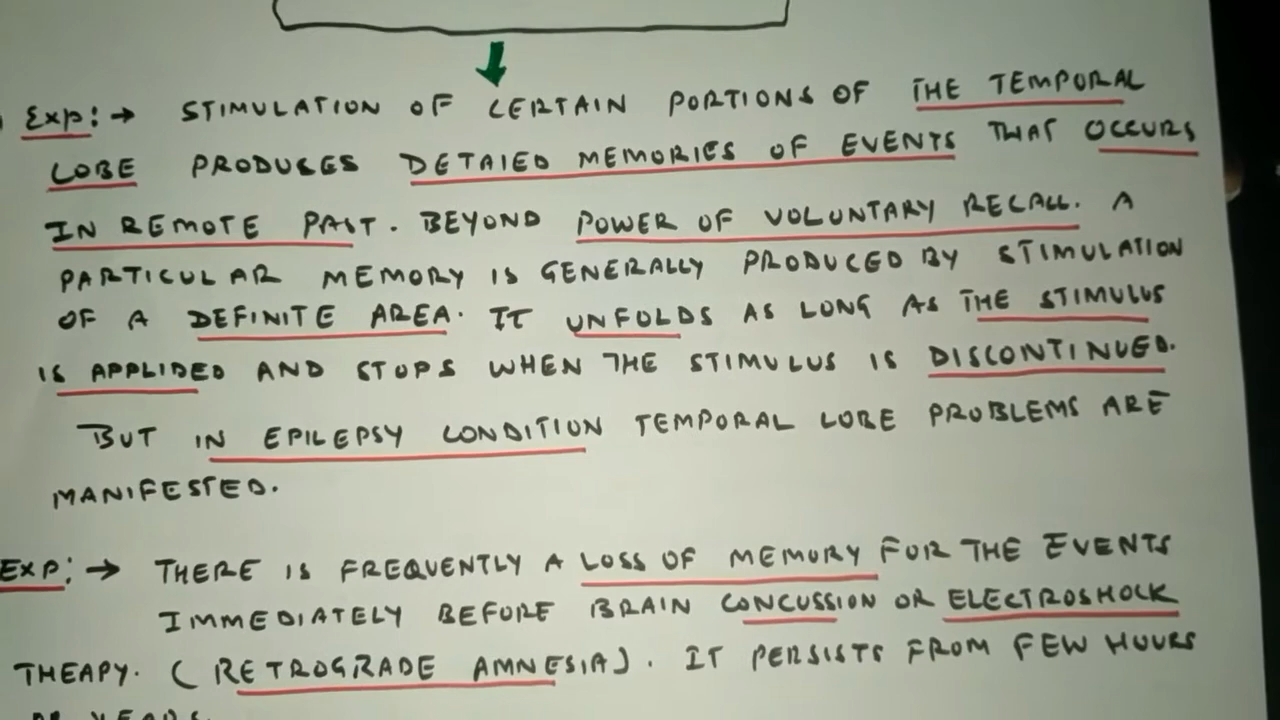 Exp: → STIMULATION OF CERTAIN PORTIONS OF THE TEMPORAL
LOBE PRODUCES DETAIED MEMORIES OF EVENTS THAT OCCURS
IN REMOTE PAST. BEYOND POWER OF VOLUNTARY RECALL. A
PARTICULAR MEMORY IS GENERALLY PRODUCED BY STIMULATION
OF A DEFINITE AREA. IT UNFOLDS AS LONG AS THE STIMULUS
IS APPLIDED AND STOPS WHEN THE STIMULUS IS DISCONTINUED.
BUT IN EPILEPSY CONDITION TEMPORAL LOBE PROBLEMS ARE
MANIFESTED.
EXP: → THERE IS FREQUENTLY A LOSS OF MEMORY FOR THE EVENTS
IMMEDIATELY BEFORE BRAIN CONCUSSION OR ELECTROSHOCK
THEAPY. (RETROGRADE AMNESIA). IT PERSISTS FROM FEW HOURS
OR YEARS.